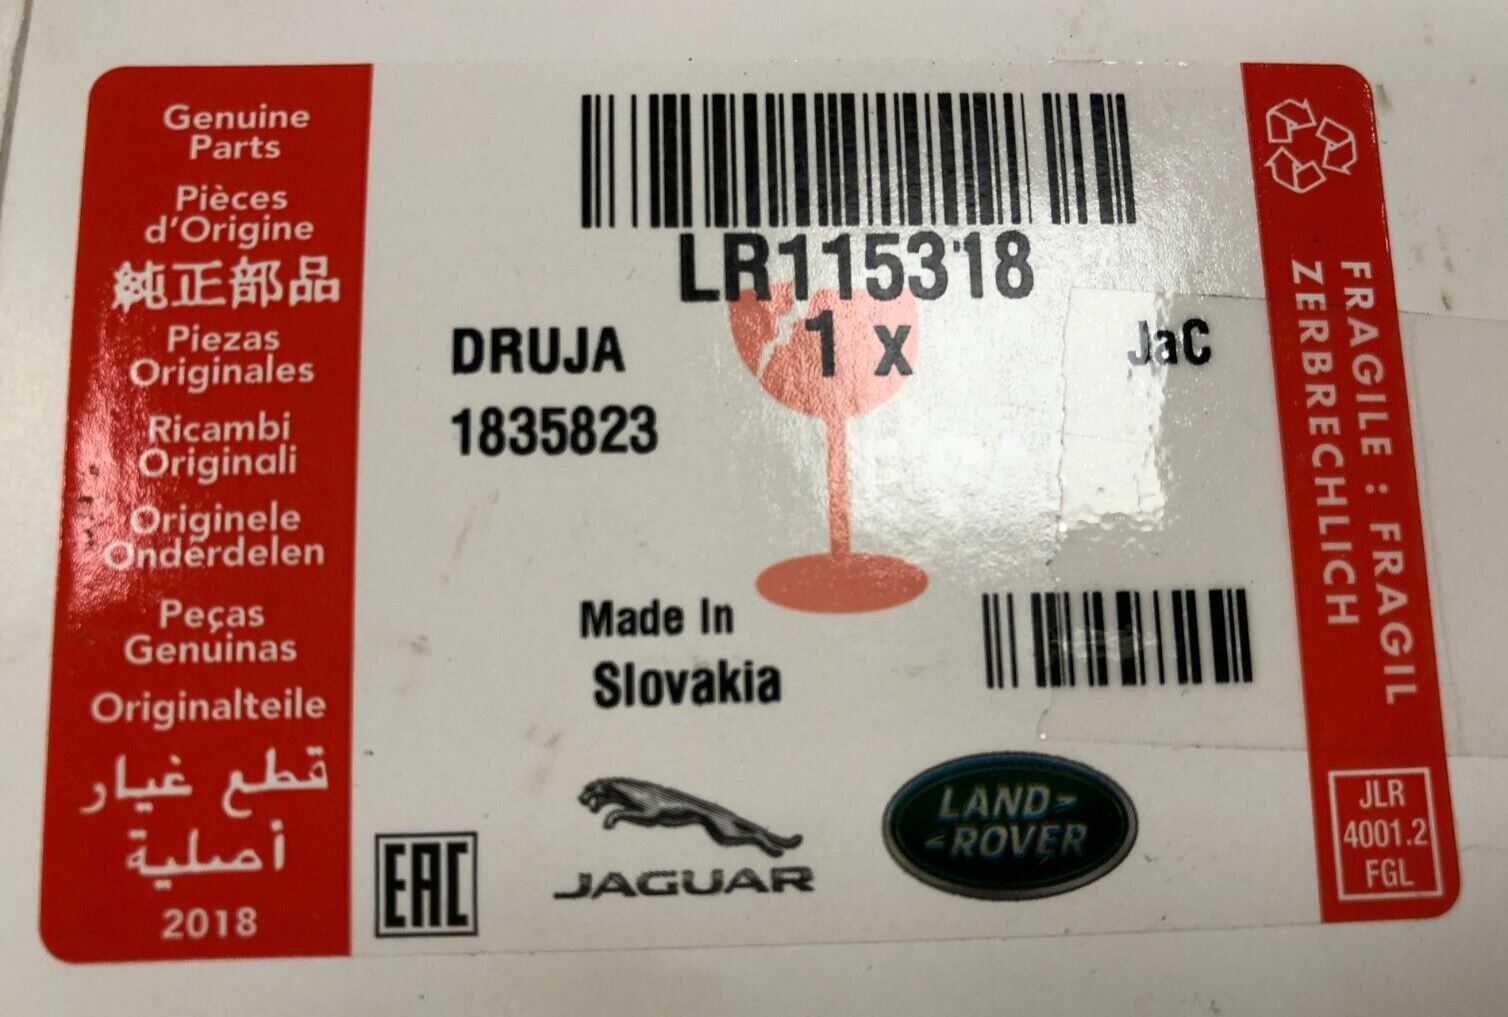 Genuine
Parts
Pièces
d'Origine
純正部品
Piezas
Originales
Ricambi
Originali
Originele
Onderdelen
Peças
Genuinas
Originalteile
قطع غيار
أصلية
2018
LR115318
DRUJA
1 x
JaC
1835823
Made In
Slovakia
EAC
JAGUAR
LAND-
-ROVER
FRAGILE : FRAGIL
ZERBRECHLICH
JLR
4001.2
FGL